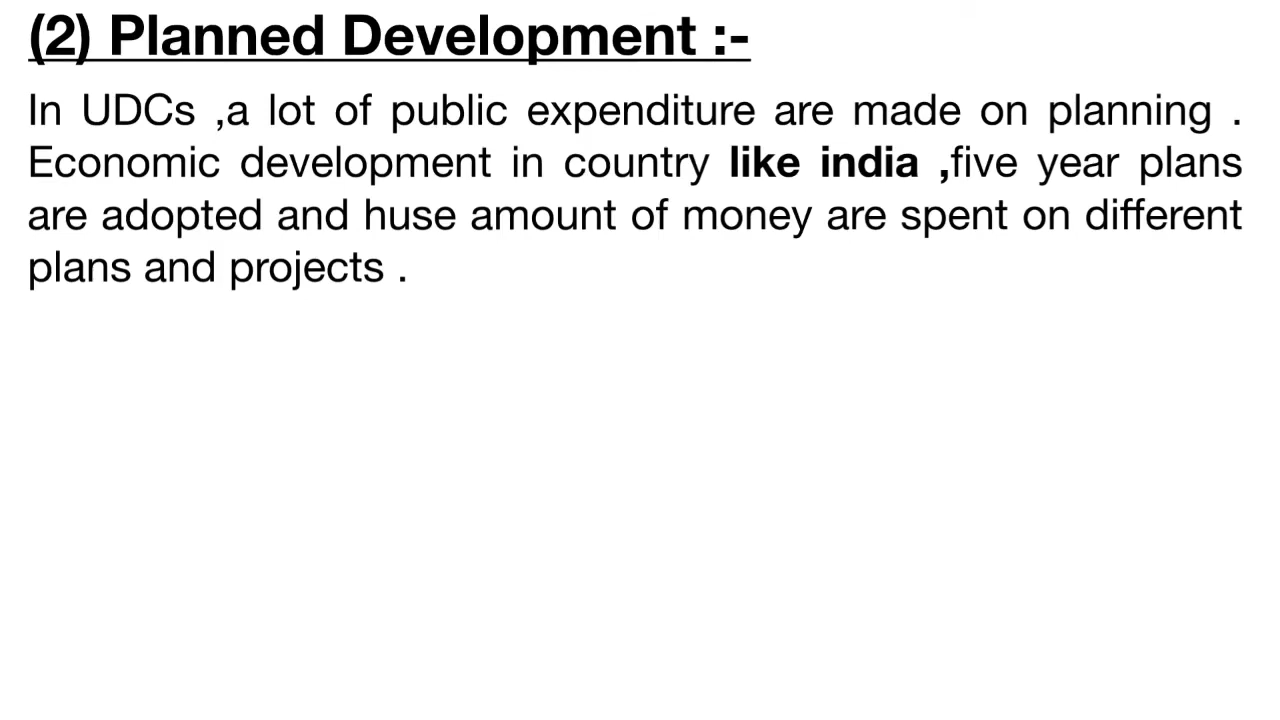 (2) Planned Development :-
In UDCs ,a lot of public expenditure are made on planning .
Economic development in country like india ,five year plans
are adopted and huse amount of money are spent on different
plans and projects .